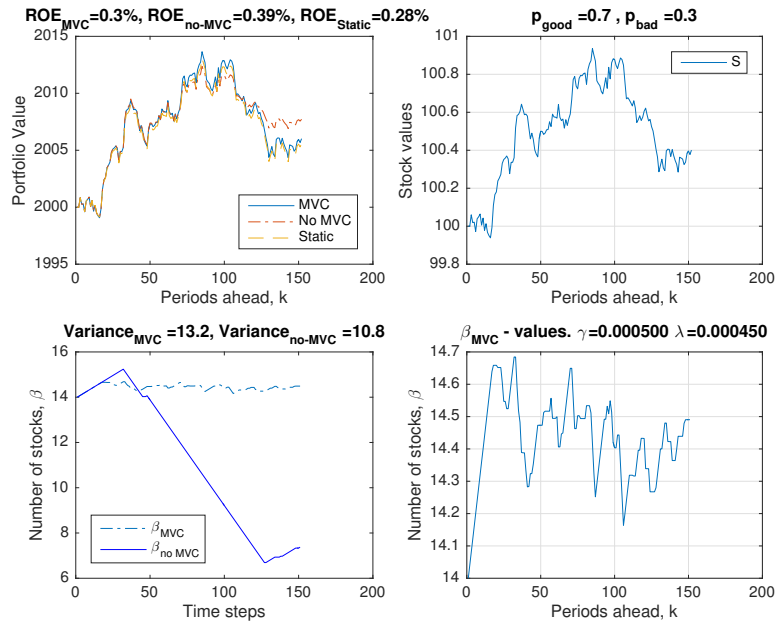 ROE_MVC=0.3%, ROE_no-MVC=0.39%, ROE_Static=0.28%
2015
2010
2005
2000
1995
Portfolio Value
MVC
No MVC
Static
0 50 100 150 200
Periods ahead, k
p_good =0.7 , p_bad =0.3
101
100.8
100.6
100.4
100.2
100
99.8
Stock values
S
0 50 100 150 200
Periods ahead, k
Variance_MVC =13.2, Variance_no-MVC =10.8
16
14
12
10
8
6
Number of stocks, β
β_MVC
β_no MVC
0 50 100 150 200
Time steps
β_MVC - values. γ=0.000500 λ=0.000450
14.7
14.6
14.5
14.4
14.3
14.2
14.1
14
Number of stocks, β
0 50 100 150 200
Periods ahead, k